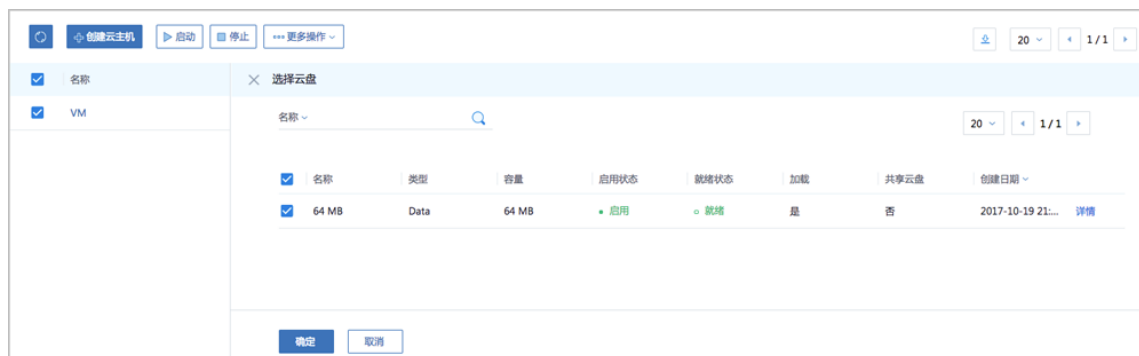 创建云主机 启动 停止 更多操作 20 1 / 1
名称 选择云盘
VM 名称 20 1 / 1
名称 类型 容量 启用状态 就绪状态 加载 共享云盘 创建日期
64 MB Data 64 MB 启用 就绪 是 否 2017-10-19 21:... 详情
确定 取消